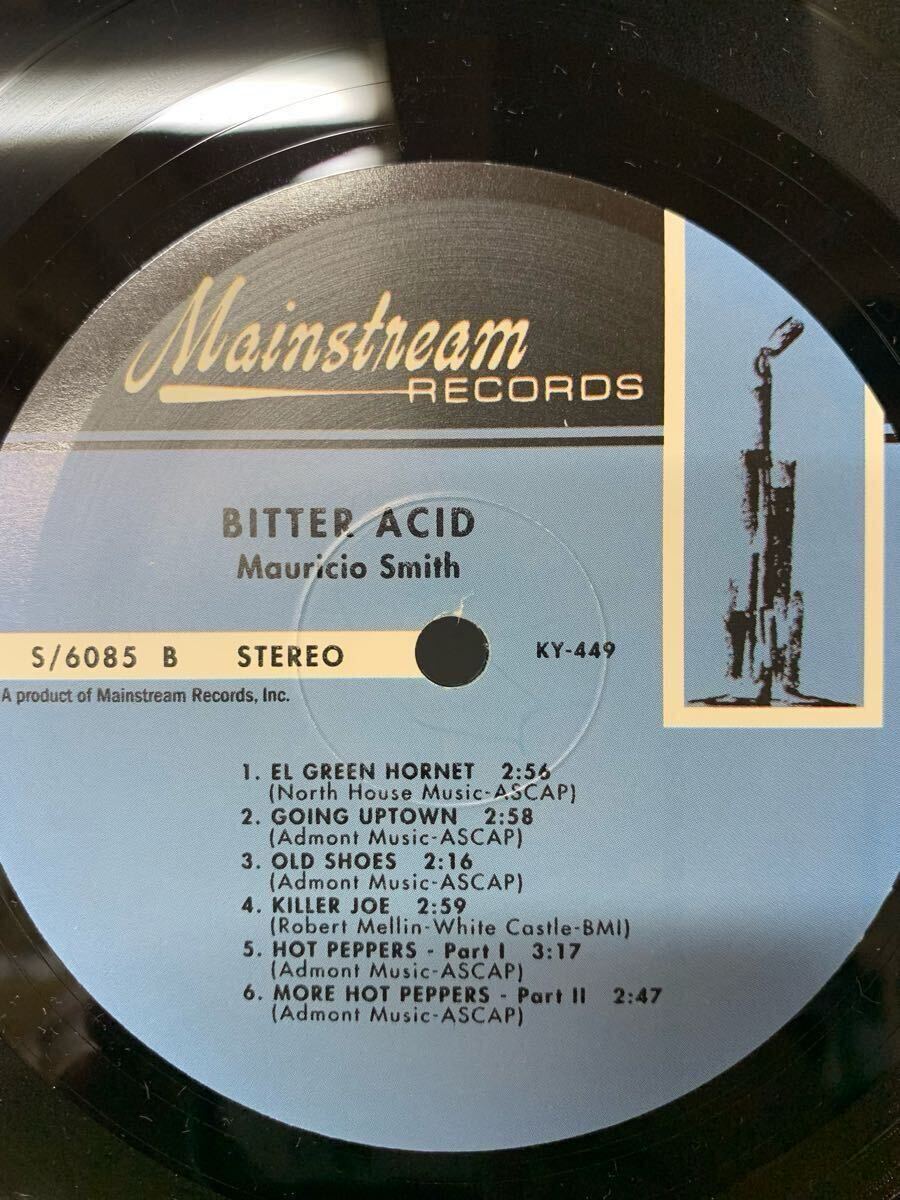 Mainstream
RECORDS
BITTER ACID
Mauricio Smith
S/6085 B STEREO KY-449
A product of Mainstream Records, Inc.
1. EL GREEN HORNET 2:56
(North House Music-ASCAP)
2. GOING UPTOWN 2:58
(Admont Music-ASCAP)
3. OLD SHOES 2:16
(Admont Music-ASCAP)
4. KILLER JOE 2:59
(Robert Mellin-White Castle-BMI)
5. HOT PEPPERS - Part I 3:17
(Admont Music-ASCAP)
6. MORE HOT PEPPERS - Part II 2:47
(Admont Music-ASCAP)